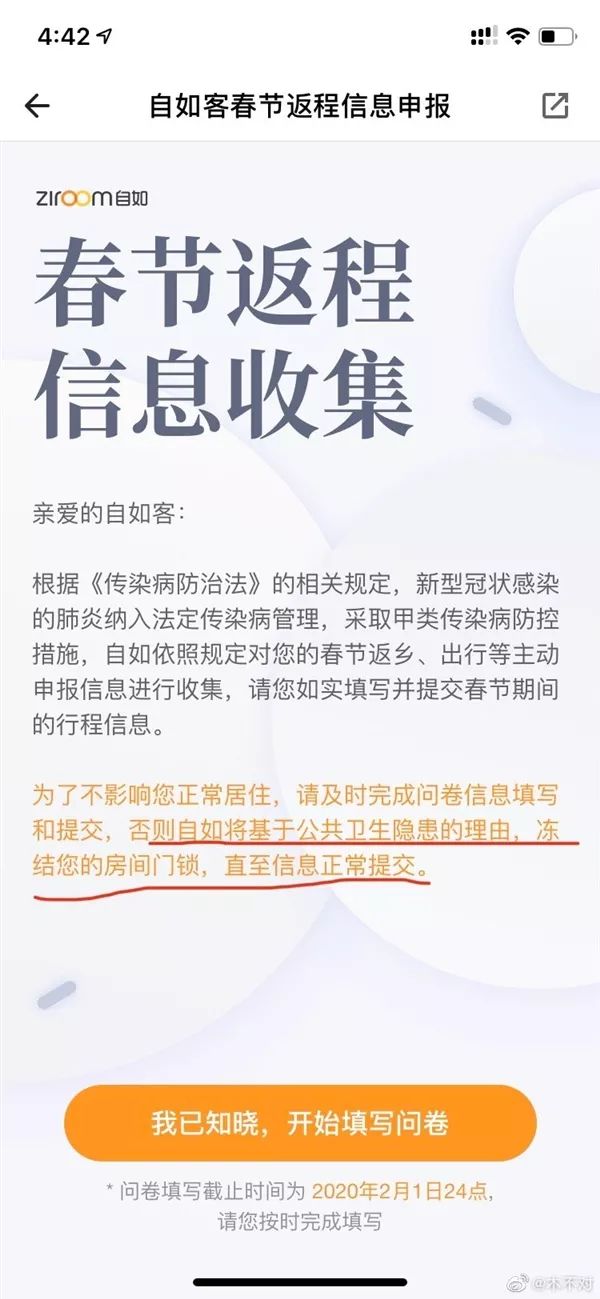 4:42
自如客春节返程信息申报
ziroom自如
春节返程
信息收集
亲爱的自如客：
根据《传染病防治法》的相关规定，新型冠状感染
的肺炎纳入法定传染病管理，采取甲类传染病防控
措施，自如依照规定对您的春节返乡、出行等主动
申报信息进行收集，请您如实填写并提交春节期间
的行程信息。
为了不影响您正常居住，请及时完成问卷信息填写
和提交，否则自如将基于公共卫生隐患的理由，冻
结您的房间门锁，直至信息正常提交。
我已知晓，开始填写问卷
* 问卷填写截止时间为 2020年2月1日24点，
请您按时完成填写
@木不对